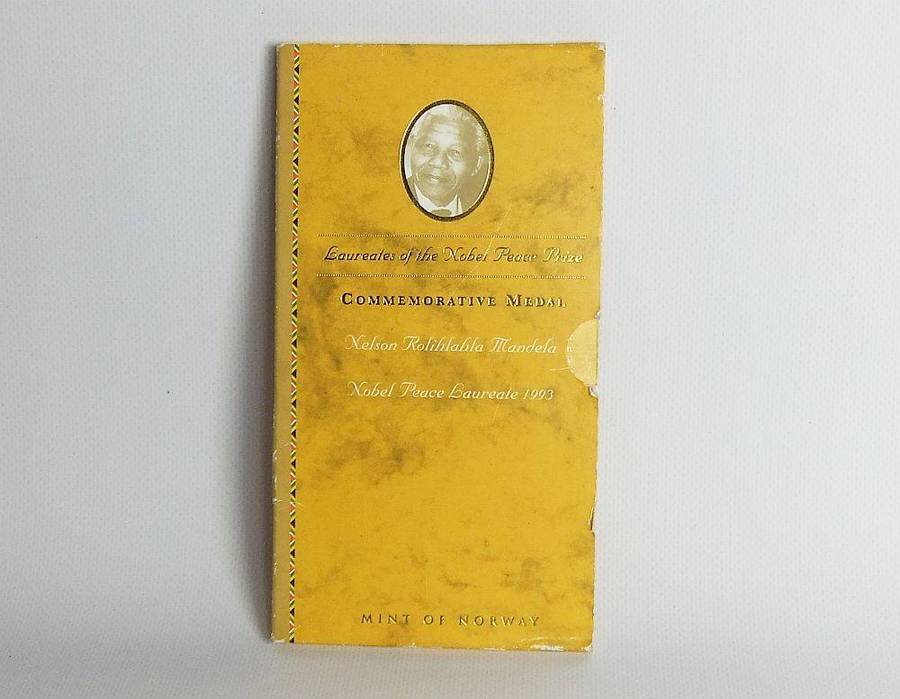 Laureates of the Nobel Peace Prize
COMMEMORATIVE MEDAL
Nelson Rolihlahla Mandela
Nobel Peace Laureate 1993
MINT OF NORWAY